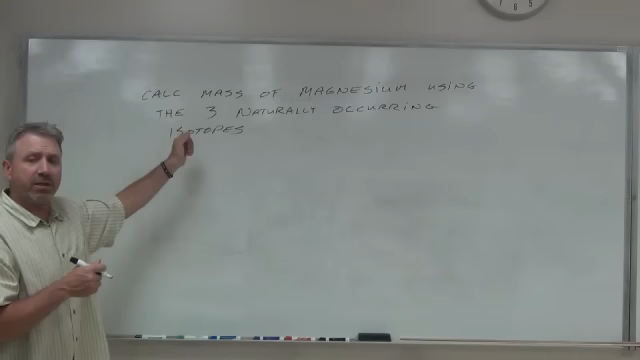 CALC MASS OF MAGNESIUM USING
THE 3 NATURALLY OCCURRING
ISOTOPES